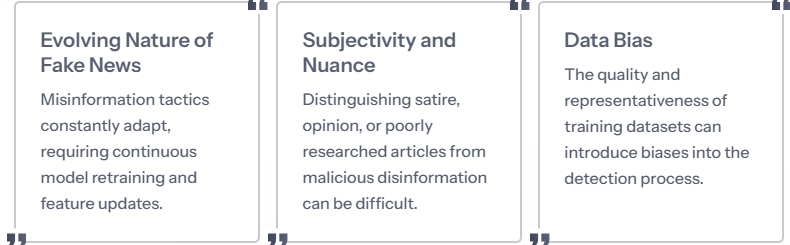 Evolving Nature of
Fake News
Misinformation tactics
constantly adapt,
requiring continuous
model retraining and
feature updates.
Subjectivity and
Nuance
Distinguishing satire,
opinion, or poorly
researched articles from
malicious disinformation
can be difficult.
Data Bias
The quality and
representativeness of
training datasets can
introduce biases into the
detection process.